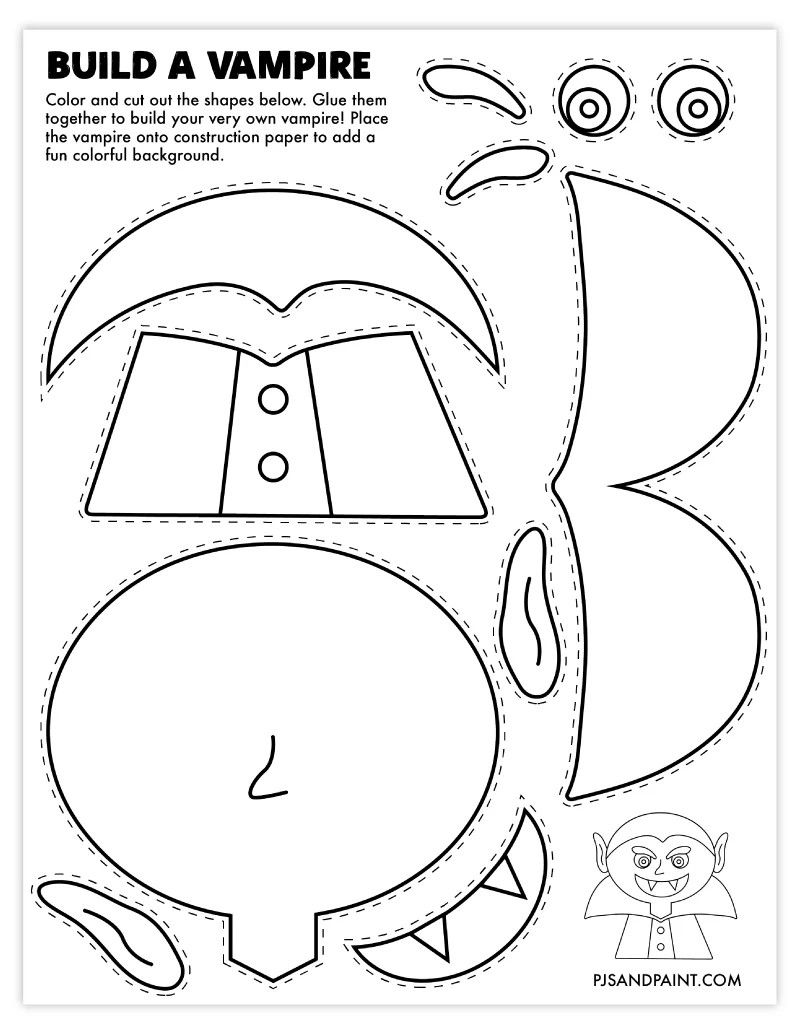 BUILD A VAMPIRE
Color and cut out the shapes below. Glue them
together to build your very own vampire! Place
the vampire onto construction paper to add a
fun colorful background.
PJSANDPAINT.COM